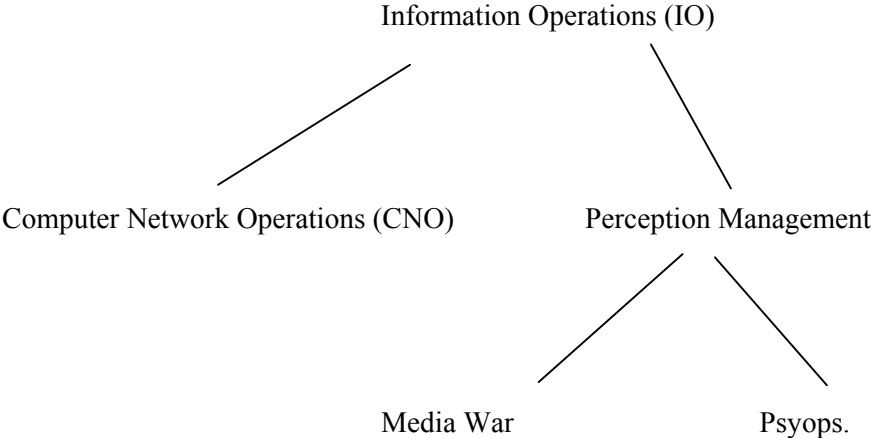 Information Operations (IO)
Computer Network Operations (CNO) Perception Management
Media War Psyops.